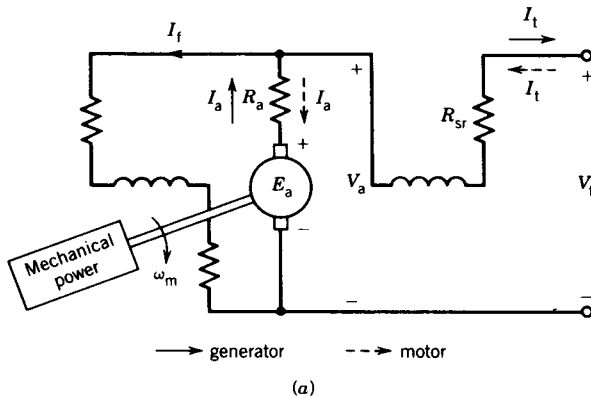 I_t
I_f
+
I_t
+
I_a R_a I_a
R_sr
+
E_a
V_a
V_t
−
Mechanical
power
ω_m
−
−
generator
motor
(a)